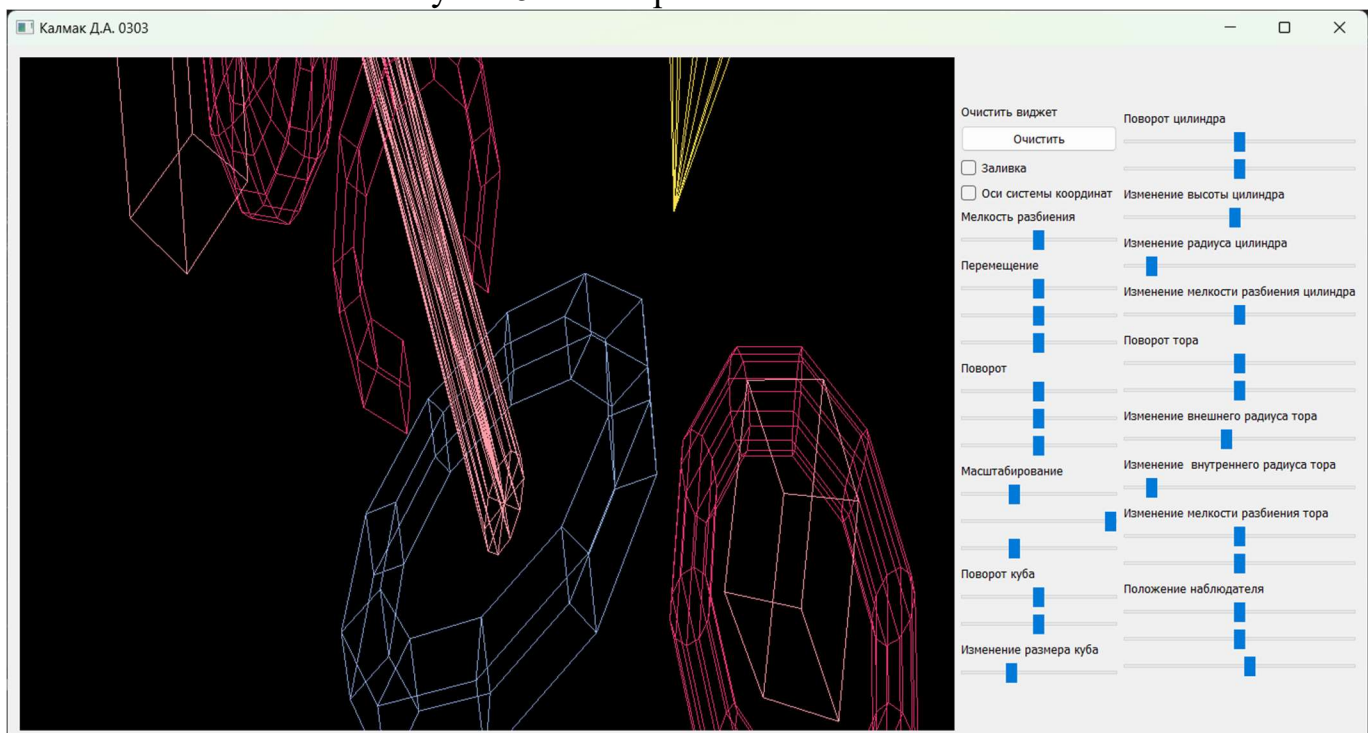 Калмак Д.А. 0303
Очистить виджет
Очистить
Заливка
Оси системы координат
Мелкость разбиения
Перемещение
Поворот
Масштабирование
Поворот куба
Изменение размера куба
Поворот цилиндра
Изменение высоты цилиндра
Изменение радиуса цилиндра
Изменение мелкости разбиения цилиндра
Поворот тора
Изменение внешнего радиуса тора
Изменение  внутреннего радиуса тора
Изменение мелкости разбиения тора
Положение наблюдателя